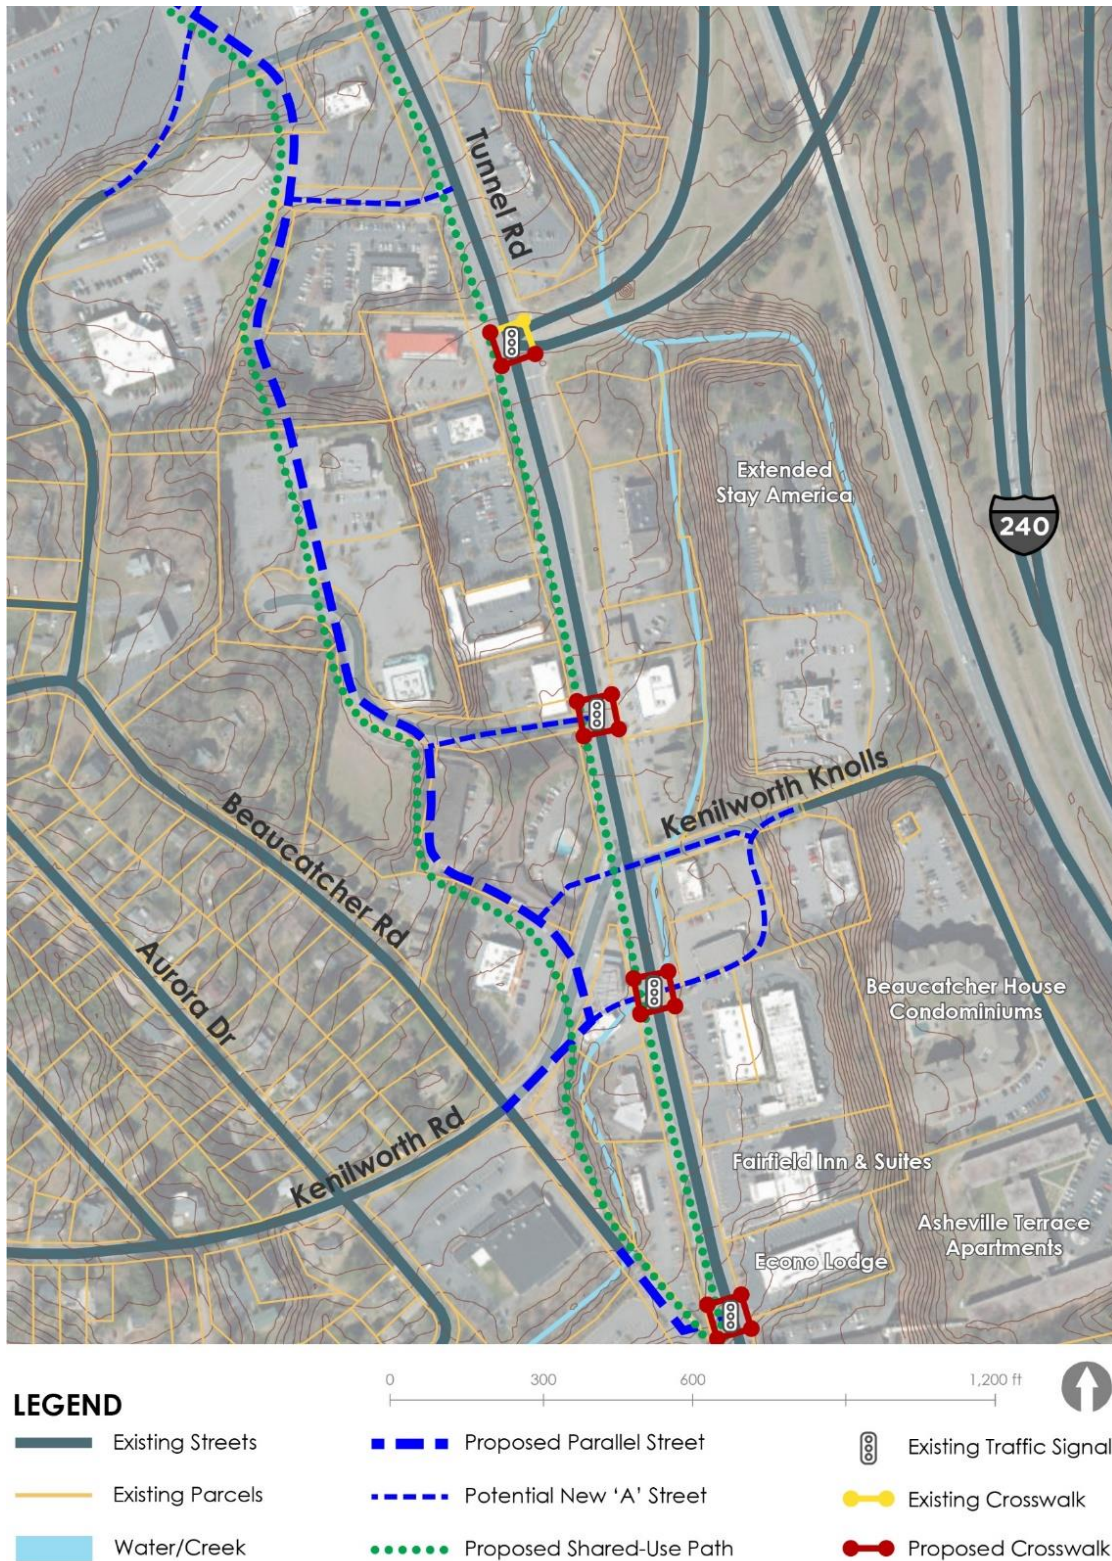 Tunnel Rd
Extended
Stay America
240
Kenilworth Knolls
Beaucatcher Rd
Aurora Dr
Beaucatcher House
Condominiums
Kenilworth Rd
Fairfield Inn & Suites
Asheville Terrace
Apartments
Econo Lodge
0 300 600 1,200 ft
LEGEND
Existing Streets
Proposed Parallel Street
Existing Traffic Signal
Existing Parcels
Potential New ‘A’ Street
Existing Crosswalk
Water/Creek
Proposed Shared-Use Path
Proposed Crosswalk